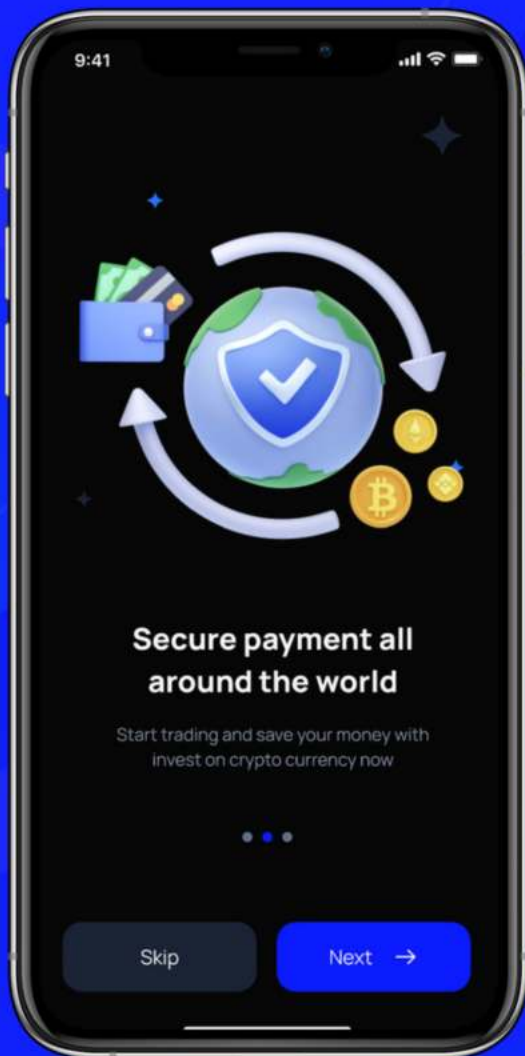 9:41
Secure payment all
around the world
Start trading and save your money with
invest on crypto currency now
Skip
Next →